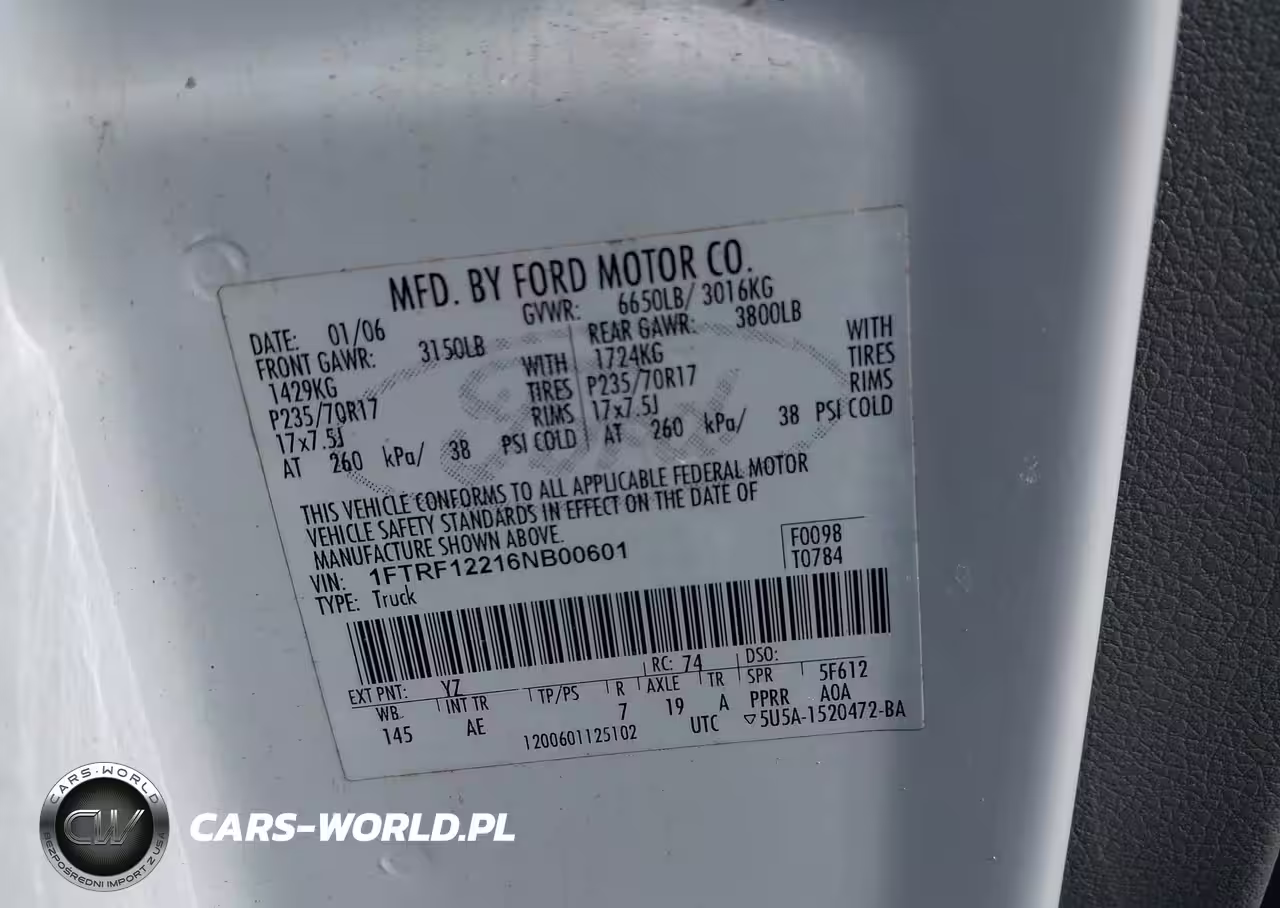 MFD. BY FORD MOTOR CO.
DATE: 01/06 GVWR: 6650LB/ 3016KG
FRONT GAWR: 3150LB REAR GAWR: 3800LB
1429KG WITH 1724KG WITH
P235/70R17 TIRES P235/70R17 TIRES
17x7.5J RIMS 17x7.5J RIMS
AT 260 kPa/ 38 PSI COLD AT 260 kPa/ 38 PSI COLD
THIS VEHICLE CONFORMS TO ALL APPLICABLE FEDERAL MOTOR
VEHICLE SAFETY STANDARDS IN EFFECT ON THE DATE OF
MANUFACTURE SHOWN ABOVE.
VIN: 1FTRF12216NB00601 F0098
TYPE: Truck T0784
EXT PNT: YZ RC: 74 DSO:
WB INT TR TP/PS R AXLE TR SPR 5F612
145 AE 7 19 A PPRR A0A
1200601125102 UTC 5U5A-1520472-BA
Ford
CARS-WORLD
CW
BEZPOŚREDNI IMPORT Z USA
CARS-WORLD.PL